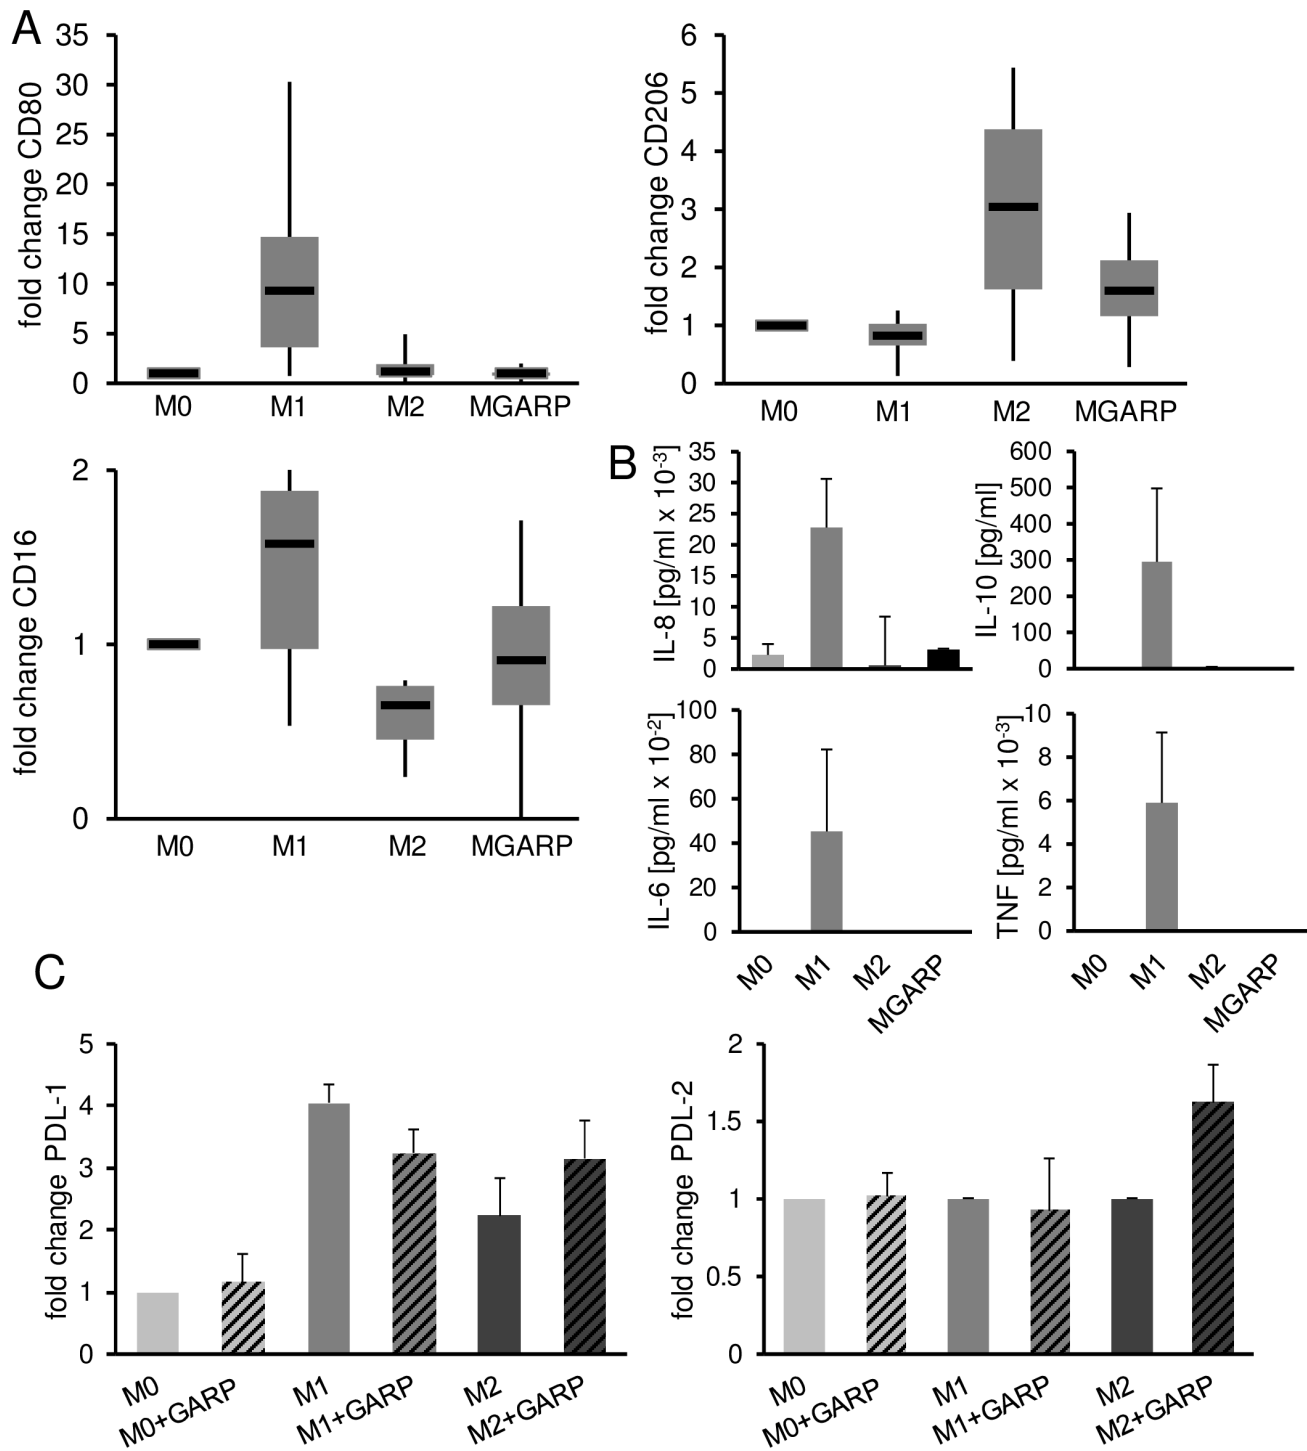 A
fold change CD80
35
30
25
20
15
10
5
0
M0 M1 M2 MGARP
fold change CD206
6
5
4
3
2
1
0
M0 M1 M2 MGARP
fold change CD16
2
1
0
M0 M1 M2 MGARP
B
IL-8 [pg/ml x 10-3]
35
30
25
20
15
10
5
0
IL-10 [pg/ml]
600
500
400
300
200
100
0
IL-6 [pg/ml x 10-2]
100
80
60
40
20
0
M0 M1 M2 MGARP
TNF [pg/ml x 10-3]
10
8
6
4
2
0
M0 M1 M2 MGARP
C
fold change PDL-1
5
4
3
2
1
0
M0 M0+GARP M1 M1+GARP M2 M2+GARP
fold change PDL-2
2
1.5
1
0.5
0
M0 M0+GARP M1 M1+GARP M2 M2+GARP